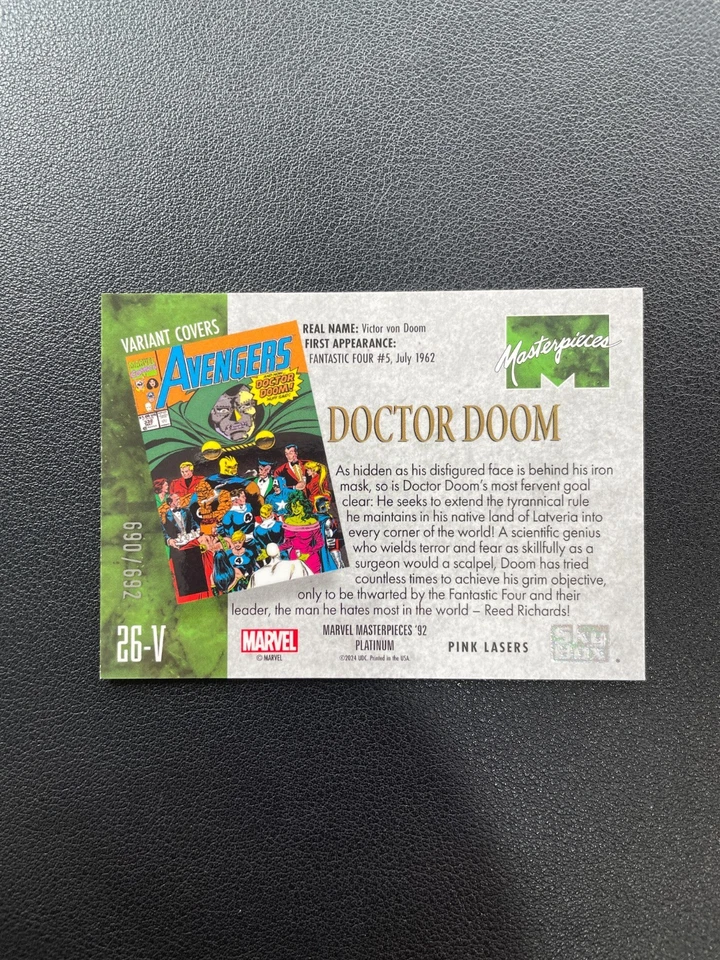 VARIANT COVERS
AVENGERS
DOCTOR
DOOM!
REAL NAME: Victor von Doom
FIRST APPEARANCE:
FANTASTIC FOUR #5, July 1962
Masterpieces
M
DOCTOR DOOM
As hidden as his disfigured face is behind his iron
mask, so is Doctor Doom's most fervent goal
clear: He seeks to extend the tyrannical rule
he maintains in his native land of Latveria into
every corner of the world! A scientific genius
who wields terror and fear as skillfully as a
surgeon would a scalpel, Doom has tried
countless times to achieve his grim objective,
only to be thwarted by the Fantastic Four and their
leader, the man he hates most in the world – Reed Richards!
090/692
26-V
MARVEL
© MARVEL
MARVEL MASTERPIECES '92
PLATINUM
©2024 UDC. Printed in the USA.
PINK LASERS
SKY
BOX